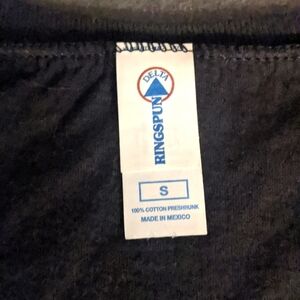 DELTA
RINGSPUN
S
100% COTTON PRESHRUNK
MADE IN MEXICO